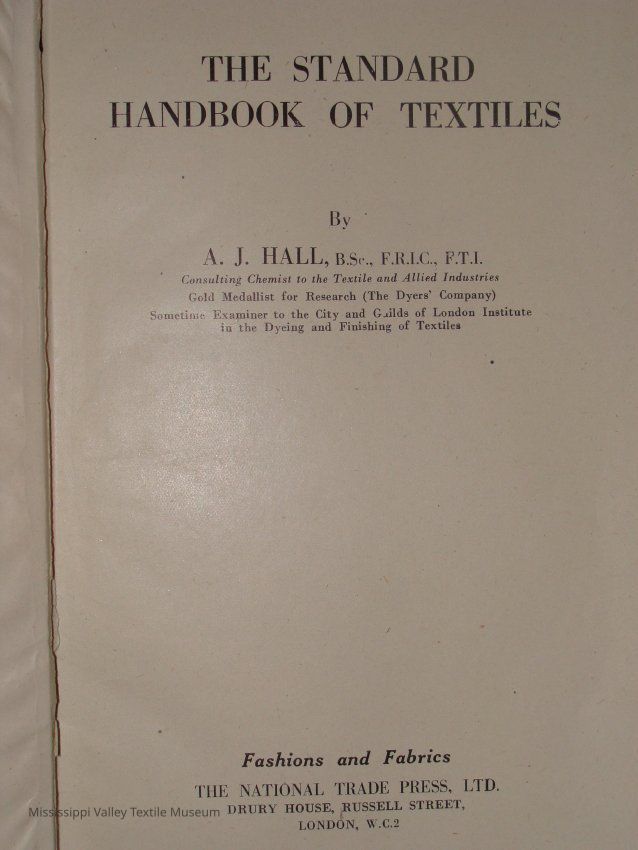 THE STANDARD
HANDBOOK OF TEXTILES
By
A. J. HALL, B.Sc., F.R.I.C., F.T.I.
Consulting Chemist to the Textile and Allied Industries
Gold Medallist for Research (The Dyers' Company)
Sometime Examiner to the City and Guilds of London Institute
in the Dyeing and Finishing of Textiles
Fashions and Fabrics
THE NATIONAL TRADE PRESS, LTD.
DRURY HOUSE, RUSSELL STREET,
LONDON, W.C.2
Mississippi Valley Textile Museum